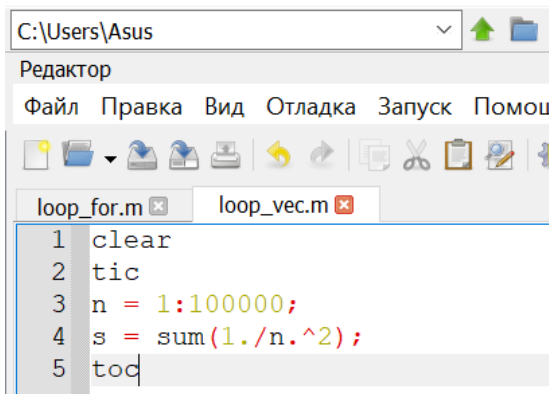 C:\Users\Asus
Редактор
Файл Правка Вид Отладка Запуск
loop_for.m loop_vec.m
1 clear
2 tic
3 n = 1:100000;
4 s = sum(1./n.^2);
5 toc